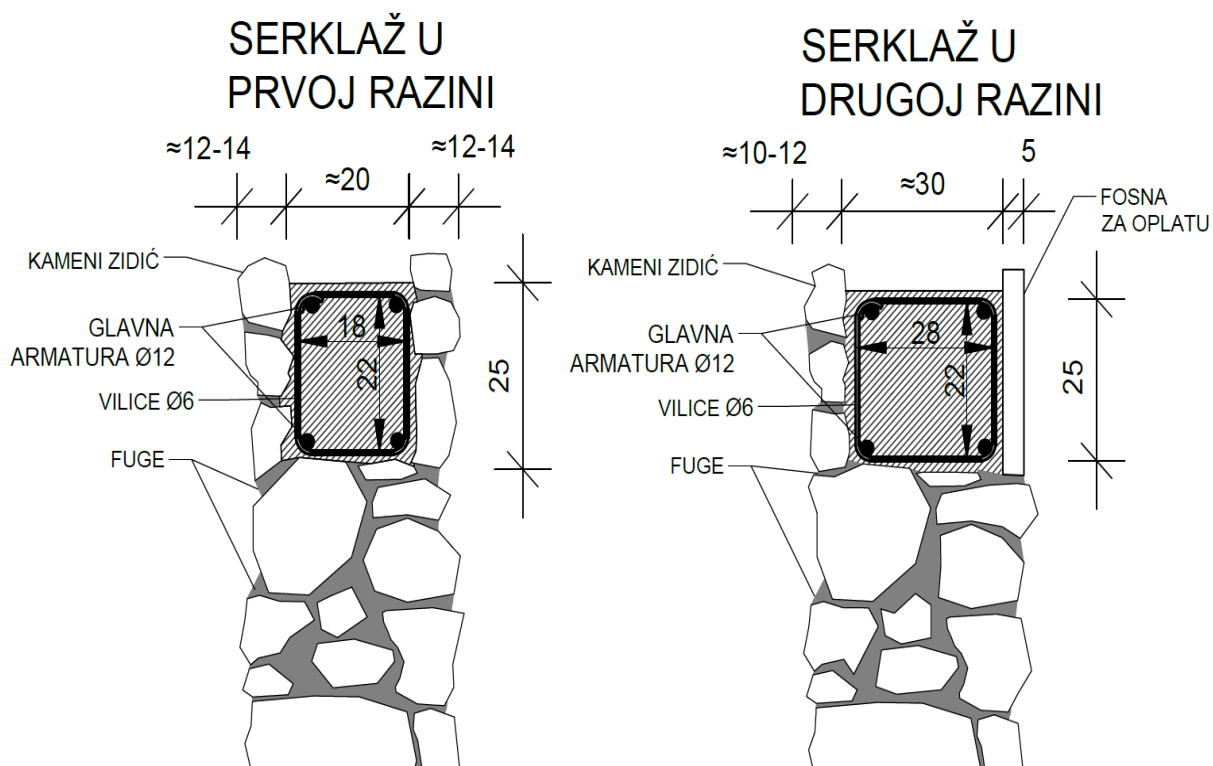 SERKLAŽ U
PRVOJ RAZINI
≈12-14
≈12-14
≈20
KAMENI ZIDIĆ
GLAVNA
ARMATURA Ø12
18
22
25
VILICE Ø6
FUGE
SERKLAŽ U
DRUGOJ RAZINI
≈10-12
5
≈30
FOSNA
ZA OPLATU
KAMENI ZIDIĆ
GLAVNA
ARMATURA Ø12
28
22
25
VILICE Ø6
FUGE